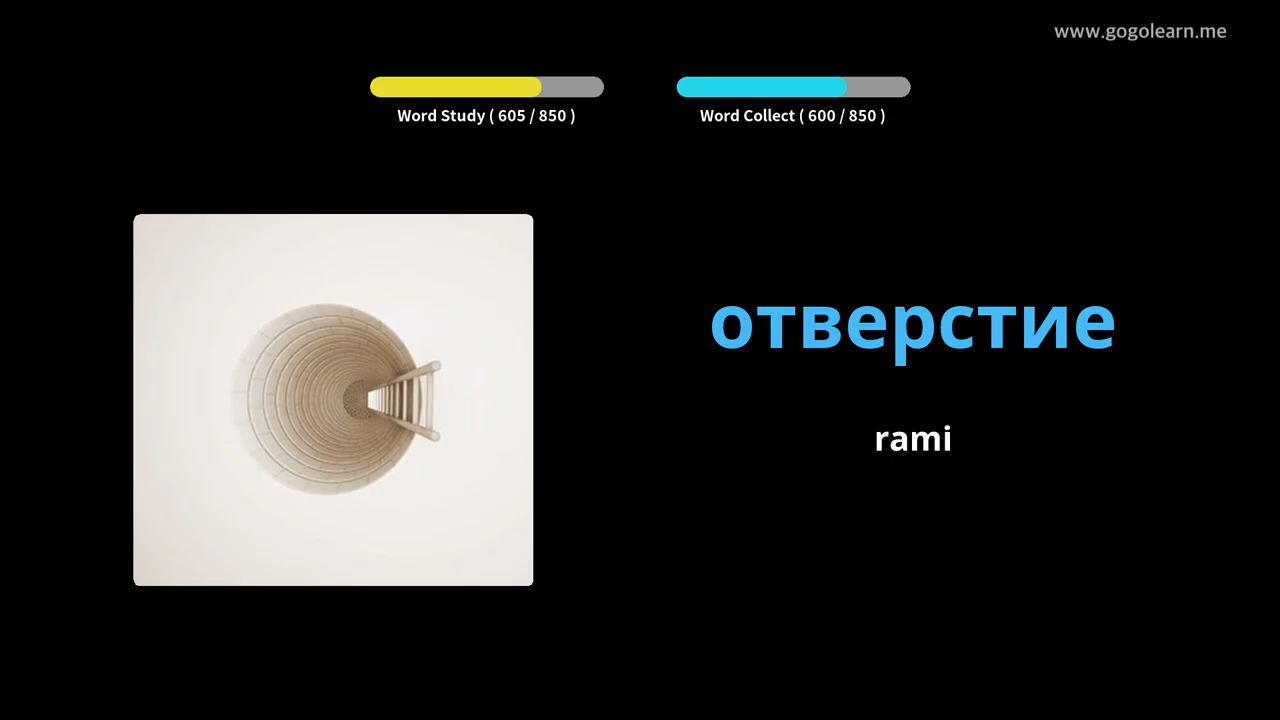 www.gogolearn.me
Word Study ( 605 / 850 )
Word Collect ( 600 / 850 )
отверстие
rami